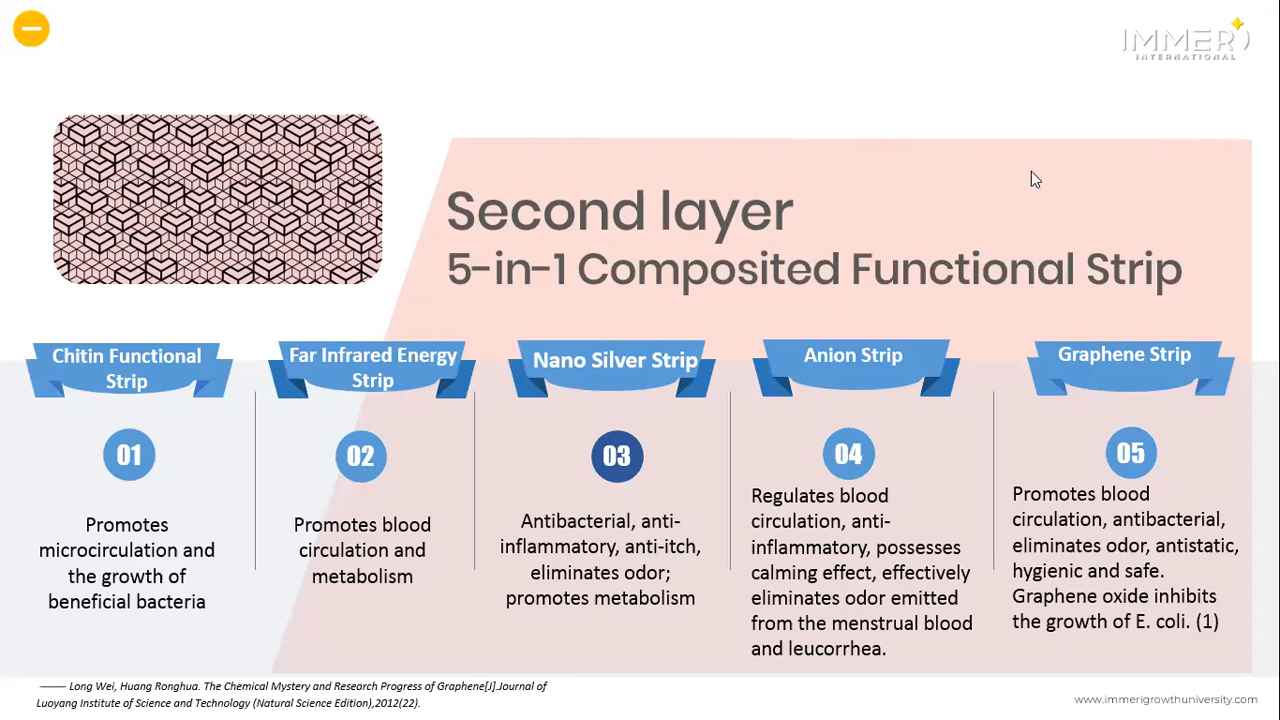 IMMER
INTERNATIONAL
Second layer
5-in-1 Composited Functional Strip
Chitin Functional
Strip
01
Promotes
microcirculation and
the growth of
beneficial bacteria
Far Infrared Energy
Strip
02
Promotes blood
circulation and
metabolism
Nano Silver Strip
03
Antibacterial, anti-
inflammatory, anti-itch,
eliminates odor;
promotes metabolism
Anion Strip
04
Regulates blood
circulation, anti-
inflammatory, possesses
calming effect, effectively
eliminates odor emitted
from the menstrual blood
and leucorrhea.
Graphene Strip
05
Promotes blood
circulation, antibacterial,
eliminates odor, antistatic,
hygienic and safe.
Graphene oxide inhibits
the growth of E. coli. (1)
—— Long Wei, Huang Ronghua. The Chemical Mystery and Research Progress of Graphene[J].Journal of
Luoyang Institute of Science and Technology (Natural Science Edition),2012(22).
www.immerigrowthuniversity.com